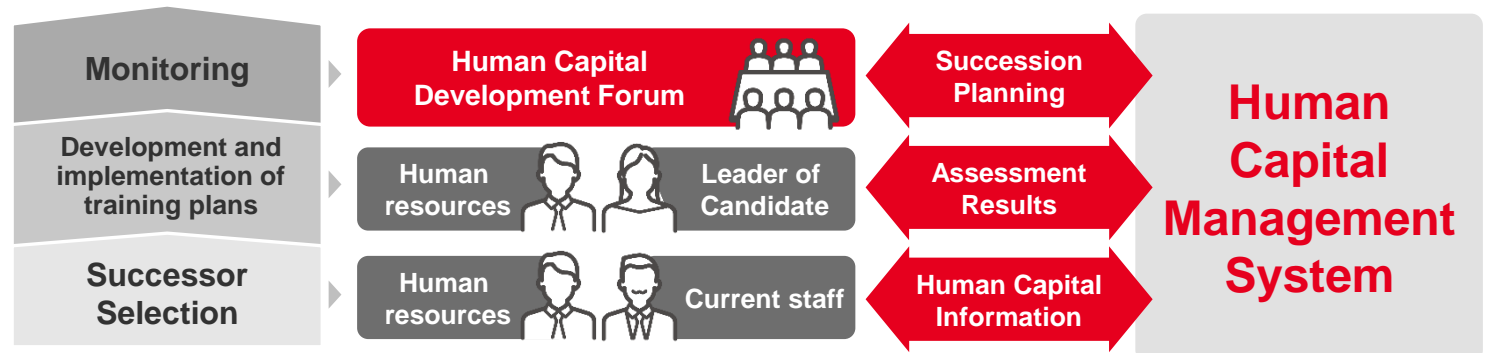 Monitoring
Human Capital
Development Forum
Succession
Planning
Development and
implementation of
training plans
Human
resources
Leader of
Candidate
Assessment
Results
Successor
Selection
Human
resources
Current staff
Human Capital
Information
Human
Capital
Management
System